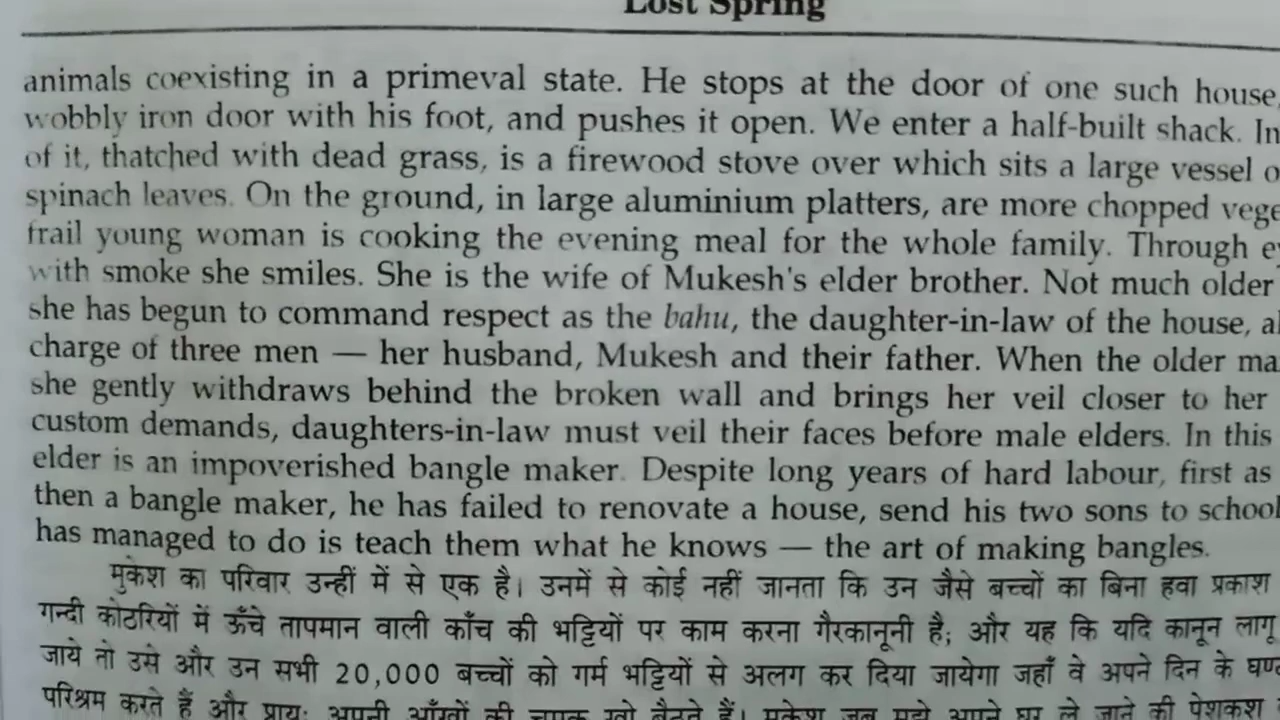 Lost Spring
animals coexisting in a primeval state. He stops at the door of one such house,
wobbly iron door with his foot, and pushes it open. We enter a half-built shack. In
of it, thatched with dead grass, is a firewood stove over which sits a large vessel
spinach leaves. On the ground, in large aluminium platters, are more chopped
frail young woman is cooking the evening meal for the whole family. Through
with smoke she smiles. She is the wife of Mukesh's elder brother. Not much older
she has begun to command respect as the bahu, the daughter-in-law of the house,
charge of three men — her husband, Mukesh and their father. When the older
she gently withdraws behind the broken wall and brings her veil closer to her
custom demands, daughters-in-law must veil their faces before male elders. In this
elder is an impoverished bangle maker. Despite long years of hard labour, first as
then a bangle maker, he has failed to renovate a house, send his two sons to school
has managed to do is teach them what he knows — the art of making bangles.
मुकेश का परिवार उन्हीं में से एक है। उनमें से कोई नहीं जानता कि उन जैसे बच्चों का बिना हवा प्रकाश
गन्दी कोठरियों में ऊँचे तापमान वाली काँच की भट्टियों पर काम करना गैरकानूनी है; और यह कि यदि कानून लागू
जाये तो उसे और उन सभी 20,000 बच्चों को गर्म भट्टियों से अलग कर दिया जायेगा जहाँ वे अपने दिन के
परिश्रम करते हैं और प्रायः अपनी आँखों की चमक खो बैठते हैं। मुकेश जब मुझे अपने घर ले जाने की पेशकश